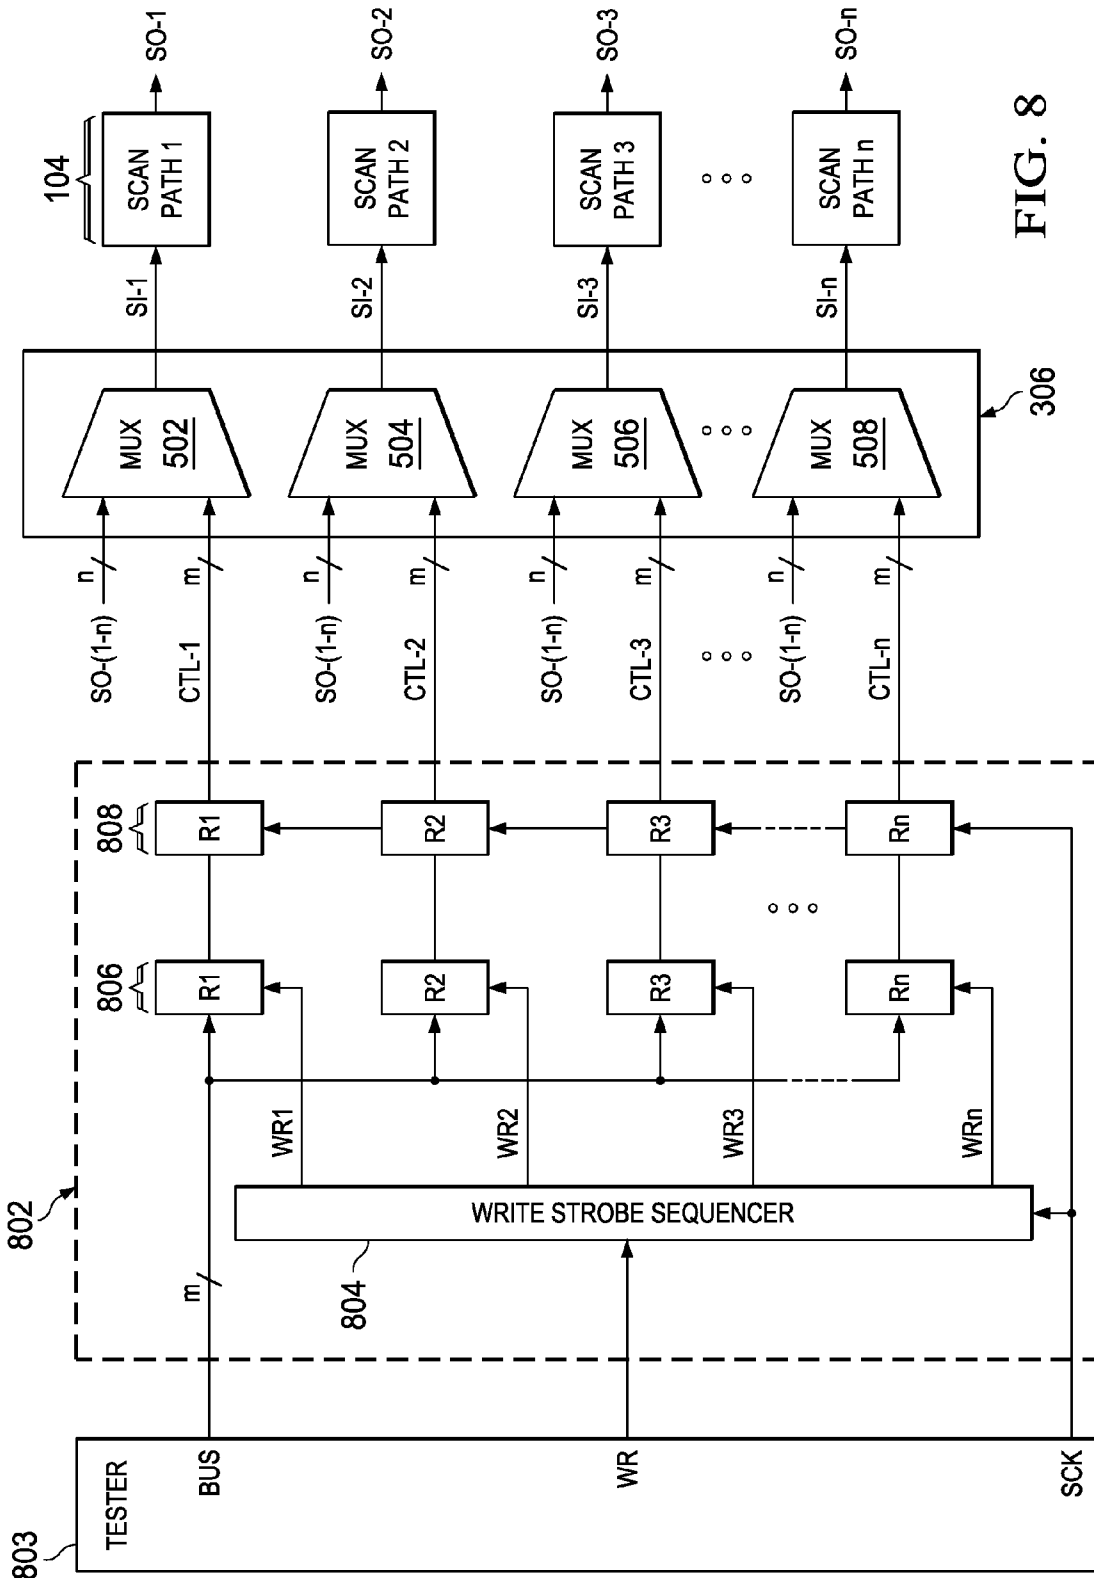 803
TESTER
BUS
WR
SCK
802
m
804
WRITE STROBE SEQUENCER
WR1
WR2
WR3
WRn
806
R1
R2
R3
Rn
808
R1
R2
R3
Rn
SO-(1-n)
n
CTL-1
m
SO-(1-n)
n
CTL-2
m
SO-(1-n)
n
CTL-3
m
SO-(1-n)
n
CTL-n
m
MUX
502
MUX
504
MUX
506
MUX
508
306
SI-1
SI-2
SI-3
SI-n
104
SCAN
PATH 1
SCAN
PATH 2
SCAN
PATH 3
SCAN
PATH n
SO-1
SO-2
SO-3
SO-n
FIG. 8